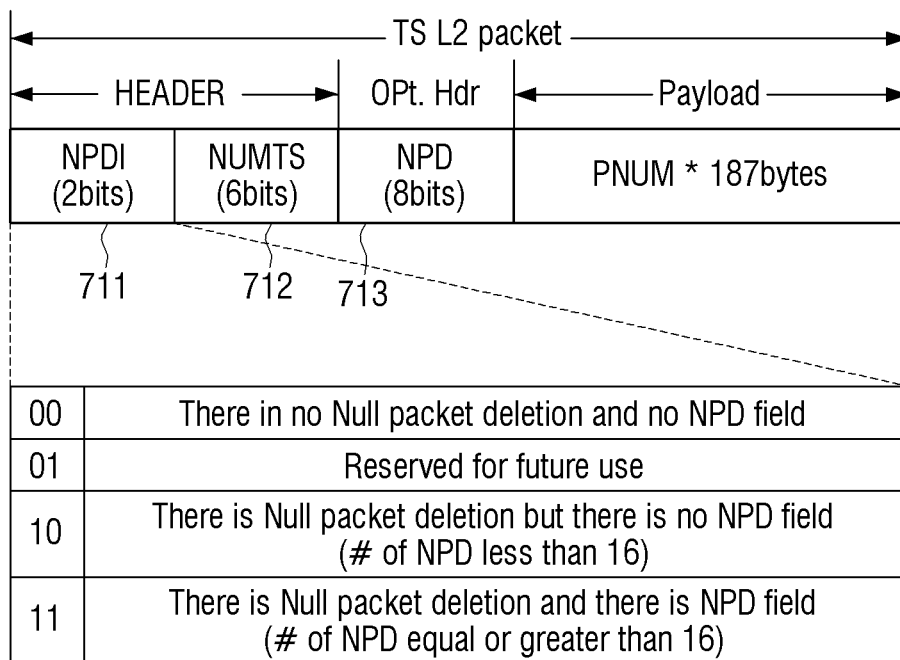 TS L2 packet
HEADER OPt. Hdr Payload
NPDI NUMTS NPD PNUM * 187bytes
(2bits) (6bits) (8bits)
711 712 713
00 There in no Null packet deletion and no NPD field
01 Reserved for future use
10 There is Null packet deletion but there is no NPD field
(# of NPD less than 16)
11 There is Null packet deletion and there is NPD field
(# of NPD equal or greater than 16)